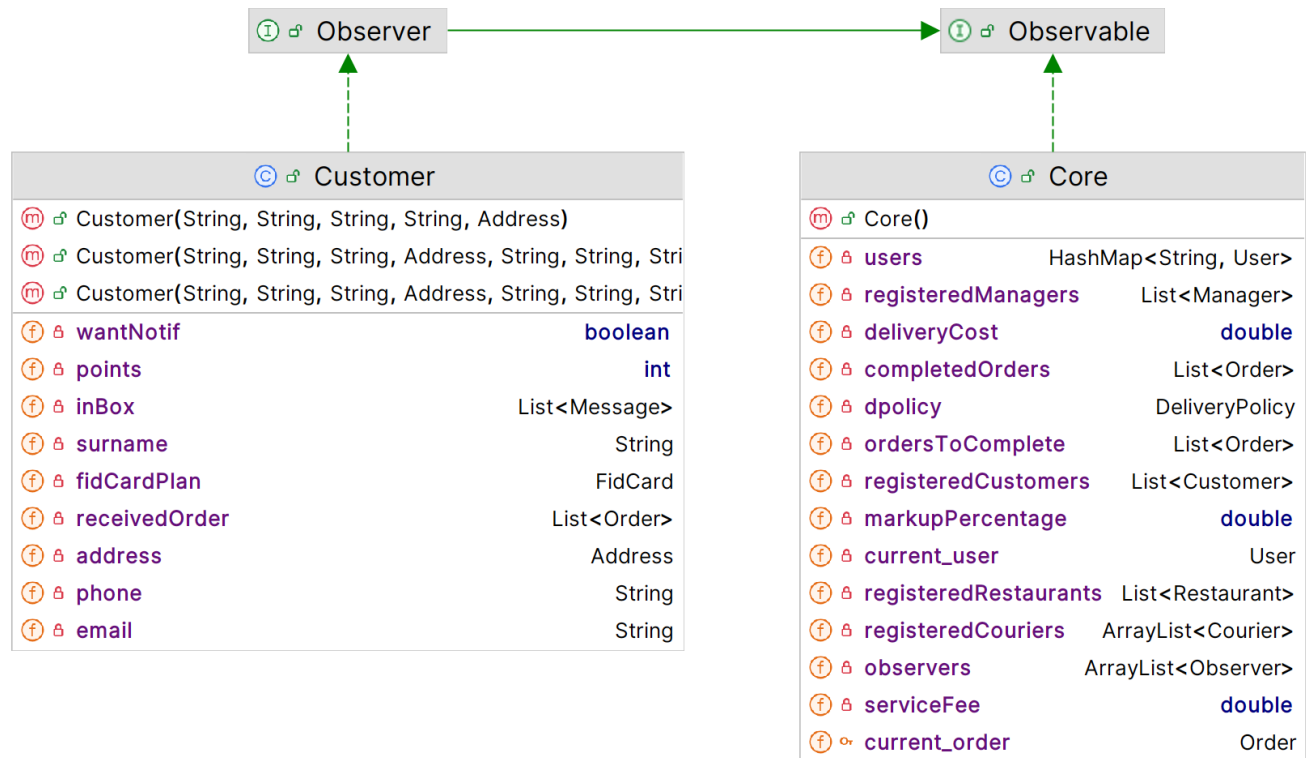 I Observer
I Observable
C Customer
m Customer(String, String, String, String, Address)
m Customer(String, String, String, Address, String, String, Stri
m Customer(String, String, String, Address, String, String, Stri
f wantNotif boolean
f points int
f inBox List<Message>
f surname String
f fidCardPlan FidCard
f receivedOrder List<Order>
f address Address
f phone String
f email String
C Core
m Core()
f users HashMap<String, User>
f registeredManagers List<Manager>
f deliveryCost double
f completedOrders List<Order>
f dpolicy DeliveryPolicy
f ordersToComplete List<Order>
f registeredCustomers List<Customer>
f markupPercentage double
f current_user User
f registeredRestaurants List<Restaurant>
f registeredCouriers ArrayList<Courier>
f observers ArrayList<Observer>
f serviceFee double
f current_order Order